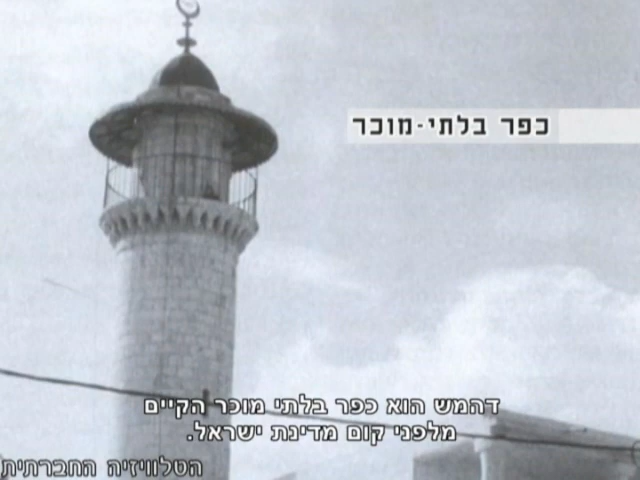 כפר בלתי-מוכר
דהמש הוא כפר בלתי מוכר הקיים
מלפני קום מדינת ישראל.
הטלוויזיה החברתית